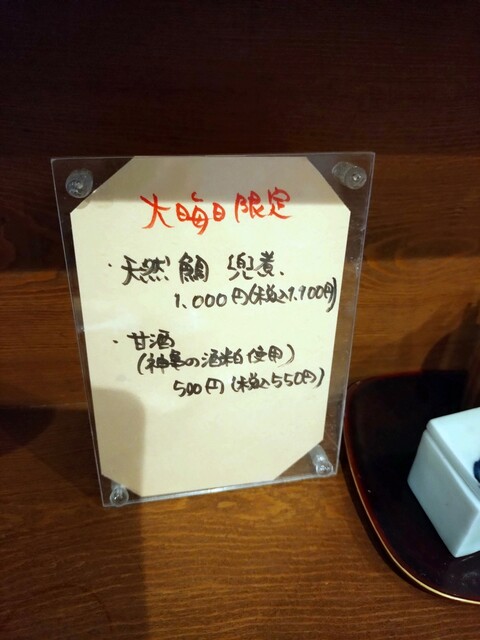 大晦日限定
・天然鯛 兜煮
1,000円(税込1,100円)
・甘酒
(神亀の酒粕使用)
500円(税込550円)